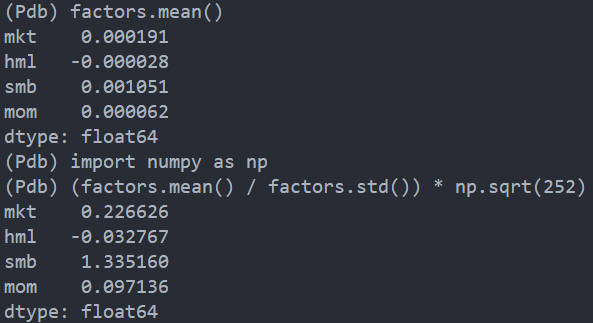 (Pdb) factors.mean()
mkt    0.000191
hml   -0.000028
smb    0.001051
mom    0.000062
dtype: float64
(Pdb) import numpy as np
(Pdb) (factors.mean() / factors.std()) * np.sqrt(252)
mkt    0.226626
hml   -0.032767
smb    1.335160
mom    0.097136
dtype: float64